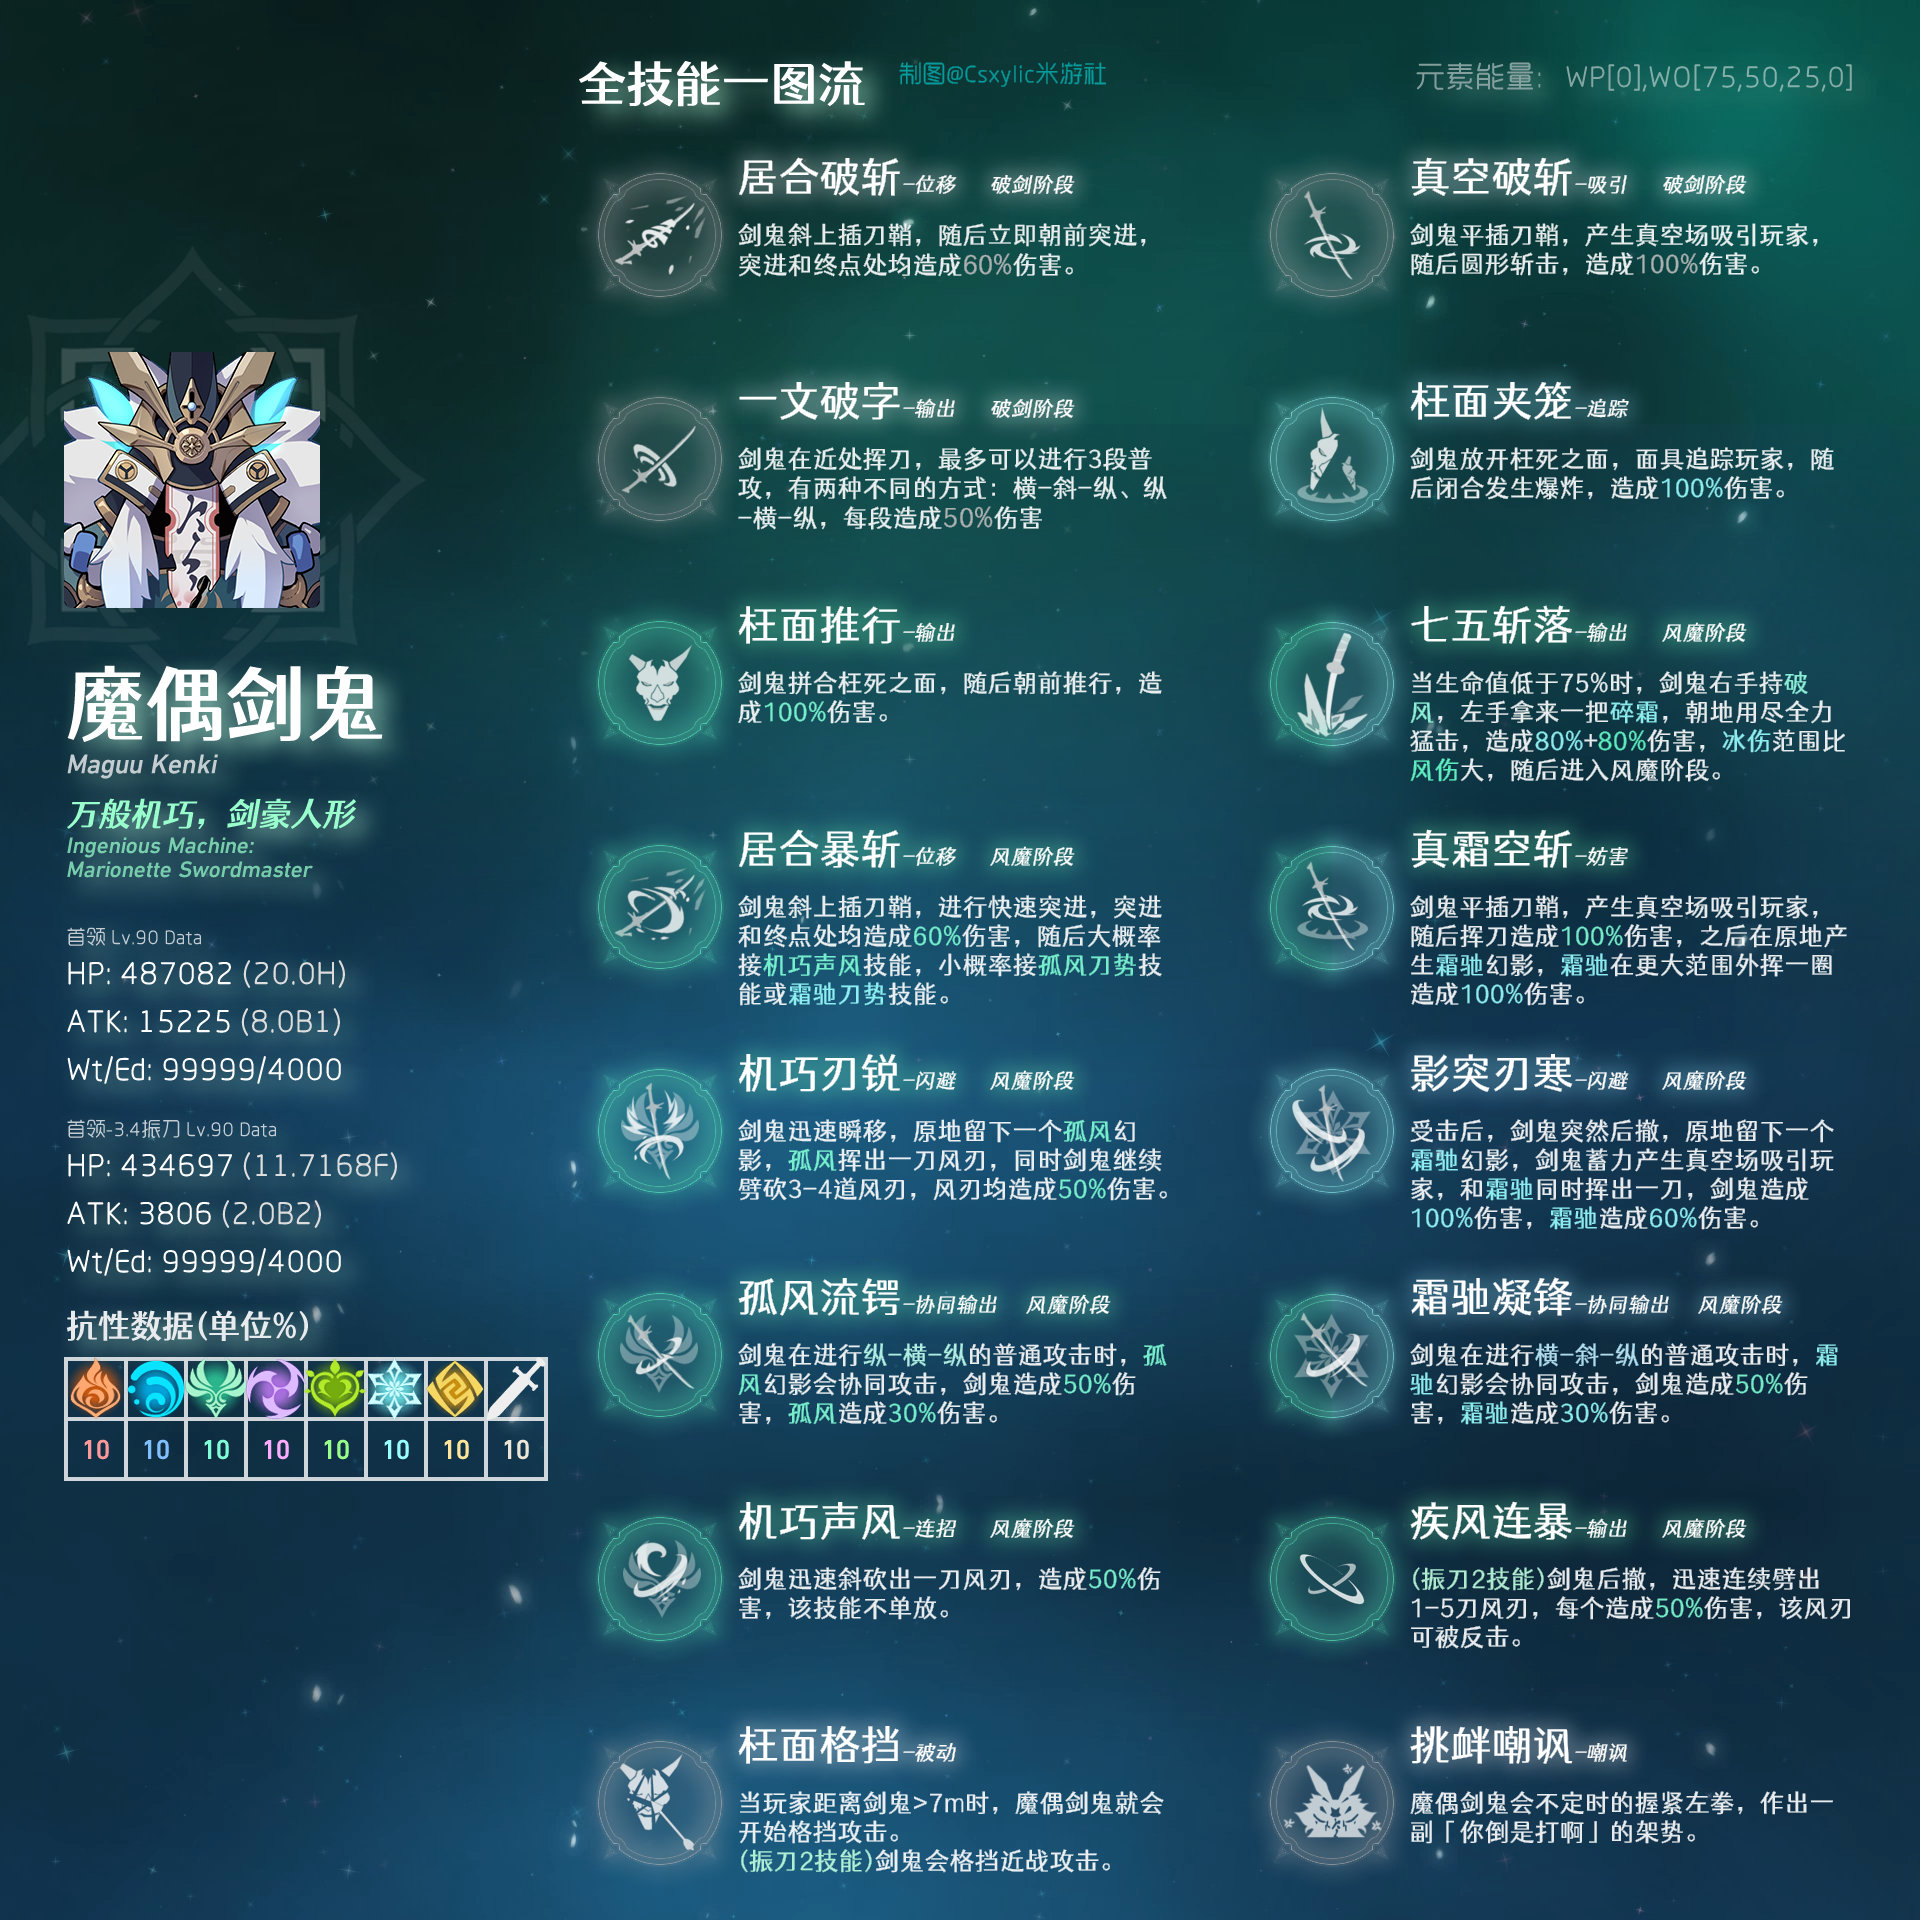 全技能一图流
制图@Csxylic米游社
元素能量： WP[0],WO[75,50,25,0]
魔偶剑鬼
Maguu Kenki
万般机巧，剑豪人形
Ingenious Machine:
Marionette Swordmaster
首领 Lv.90 Data
HP: 487082 (20.0H)
ATK: 15225 (8.0B1)
Wt/Ed: 99999/4000
首领-3.4振刀 Lv.90 Data
HP: 434697 (11.7168F)
ATK: 3806 (2.0B2)
Wt/Ed: 99999/4000
抗性数据(单位%)
10 10 10 10 10 10 10 10
居合破斩-位移 破剑阶段
剑鬼斜上插刀鞘，随后立即朝前突进，
突进和终点处均造成60%伤害。
真空破斩-吸引 破剑阶段
剑鬼平插刀鞘，产生真空场吸引玩家，
随后圆形斩击，造成100%伤害。
一文破字-输出 破剑阶段
剑鬼在近处挥刀，最多可以进行3段普
攻，有两种不同的方式：横-斜-纵、纵
-横-纵，每段造成50%伤害
枉面夹笼-追踪
剑鬼放开枉死之面，面具追踪玩家，随
后闭合发生爆炸，造成100%伤害。
枉面推行-输出
剑鬼拼合枉死之面，随后朝前推行，造
成100%伤害。
七五斩落-输出 风魔阶段
当生命值低于75%时，剑鬼右手持破
风，左手拿来一把碎霜，朝地用尽全力
猛击，造成80%+80%伤害，冰伤范围比
风伤大，随后进入风魔阶段。
居合暴斩-位移 风魔阶段
剑鬼斜上插刀鞘，进行快速突进，突进
和终点处均造成60%伤害，随后大概率
接机巧声风技能，小概率接孤风刀势技
能或霜驰刀势技能。
真霜空斩-妨害
剑鬼平插刀鞘，产生真空场吸引玩家，
随后挥刀造成100%伤害，之后在原地产
生霜驰幻影，霜驰在更大范围外挥一圈
造成100%伤害。
机巧刃锐-闪避 风魔阶段
剑鬼迅速瞬移，原地留下一个孤风幻
影，孤风挥出一刀风刃，同时剑鬼继续
劈砍3-4道风刃，风刃均造成50%伤害。
影突刃寒-闪避 风魔阶段
受击后，剑鬼突然后撤，原地留下一个
霜驰幻影，剑鬼蓄力产生真空场吸引玩
家，和霜驰同时挥出一刀，剑鬼造成
100%伤害，霜驰造成60%伤害。
孤风流锷-协同输出 风魔阶段
剑鬼在进行纵-横-纵的普通攻击时，孤
风幻影会协同攻击，剑鬼造成50%伤
害，孤风造成30%伤害。
霜驰凝锋-协同输出 风魔阶段
剑鬼在进行横-斜-纵的普通攻击时，霜
驰幻影会协同攻击，剑鬼造成50%伤
害，霜驰造成30%伤害。
机巧声风-连招 风魔阶段
剑鬼迅速斜砍出一刀风刃，造成50%伤
害，该技能不单放。
疾风连暴-输出 风魔阶段
(振刀2技能)剑鬼后撤，迅速连续劈出
1-5刀风刃，每个造成50%伤害，该风刃
可被反击。
枉面格挡-被动
当玩家距离剑鬼>7m时，魔偶剑鬼就会
开始格挡攻击。
(振刀2技能)剑鬼会格挡近战攻击。
挑衅嘲讽-嘲讽
魔偶剑鬼会不定时的握紧左拳，作出一
副「你倒是打啊」的架势。